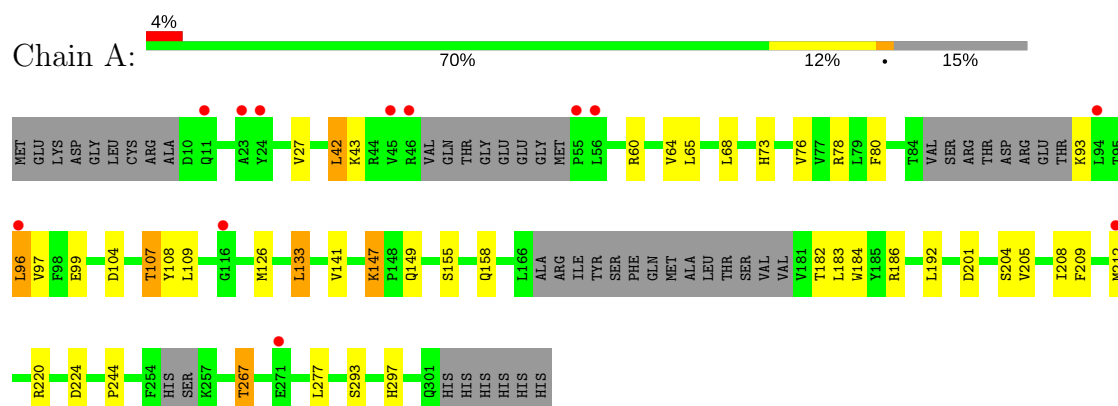 4%
Chain A:
70% 12% • 15%
MET GLU LYS ASP GLY LEU CYS ARG ALA D10 Q11 A23 Y24 V27 L42 K43 R44 V45 R46 VAL GLN THR GLY GLU GLU GLY MET P55 L56 R60 V64 L65 L68 H73 V76 V77 R78 L79 F80 T84 VAL SER ARG THR ASP ARG GLU THR K93 L94 T95
L96 V97 F98 E99 D104 T107 Y108 L109 G116 M126 L133 V141 K147 P148 Q149 S155 Q158 L166 ALA ARG ILE TYR SER PHE GLN MET ALA LEU THR SER VAL VAL V181 T182 L183 W184 Y185 R186 L192 D201 S204 V205 I208 F209 M212
R220 D224 P244 F254 HIS SER K257 T267 E271 L277 S293 H297 Q301 HIS HIS HIS HIS HIS HIS